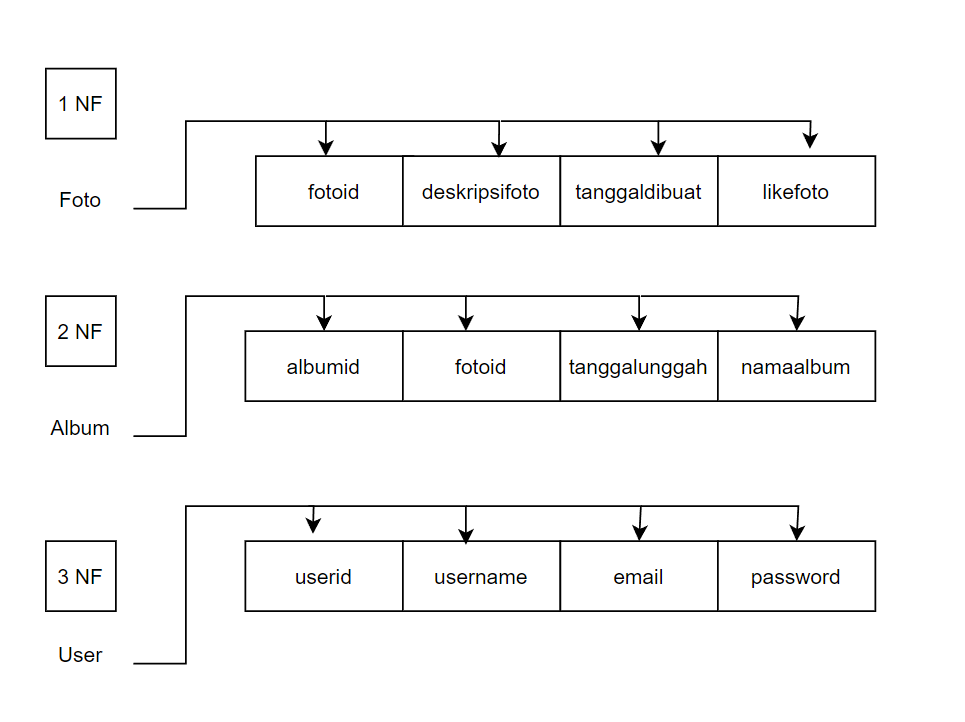 1 NF
Foto
fotoid deskripsifoto tanggaldibuat likefoto
2 NF
albumid fotoid tanggalunggah namaalbum
Album
3 NF
userid username email password
User